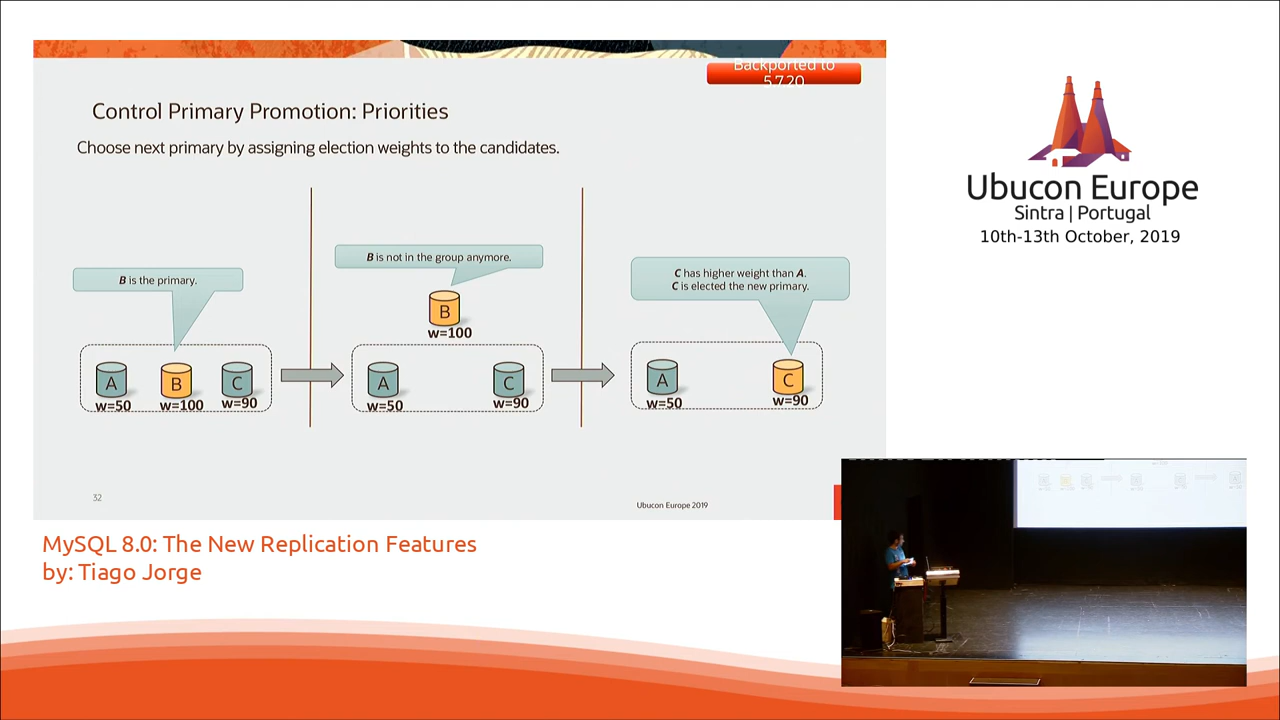 Backported to
5.7.20
Control Primary Promotion: Priorities
Choose next primary by assigning election weights to the candidates.
B is the primary.
B is not in the group anymore.
C has higher weight than A.
C is elected the new primary.
B
w=100
A
B
C
w=50
w=100
w=90
A
C
w=50
w=90
A
C
w=50
w=90
32
Ubucon Europe 2019
Ubucon Europe
Sintra | Portugal
10th-13th October, 2019
MySQL 8.0: The New Replication Features
by: Tiago Jorge